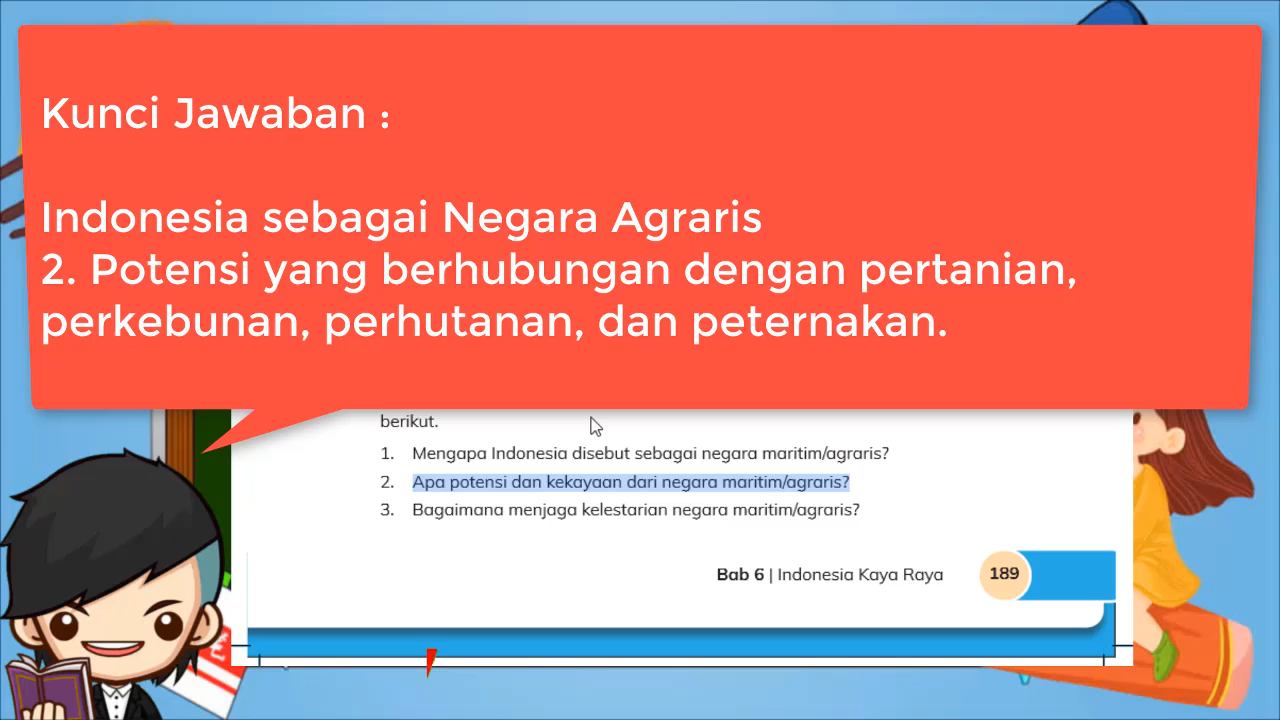 Kunci Jawaban :
Indonesia sebagai Negara Agraris
2. Potensi yang berhubungan dengan pertanian,
perkebunan, perhutanan, dan peternakan.
berikut.
1. Mengapa Indonesia disebut sebagai negara maritim/agraris?
2. Apa potensi dan kekayaan dari negara maritim/agraris?
3. Bagaimana menjaga kelestarian negara maritim/agraris?
Bab 6 | Indonesia Kaya Raya 189